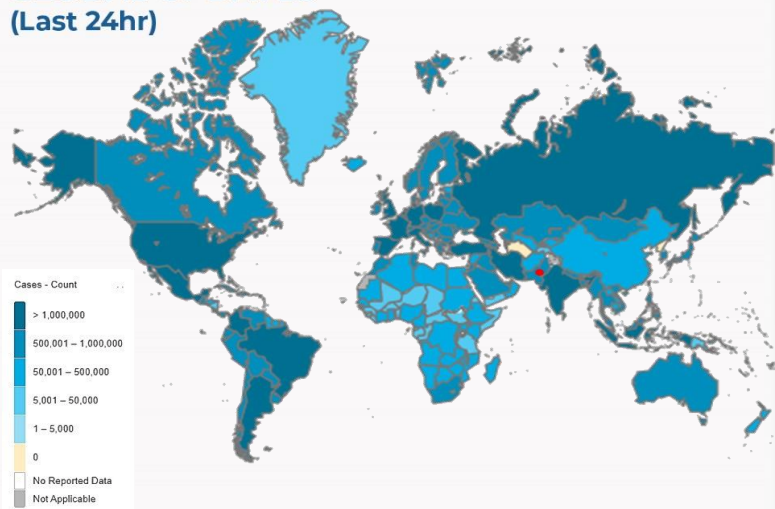 (Last 24hr)
Cases - Count
> 1,000,000
500,001 – 1,000,000
50,001 – 500,000
5,001 – 50,000
1 – 5,000
0
No Reported Data
Not Applicable